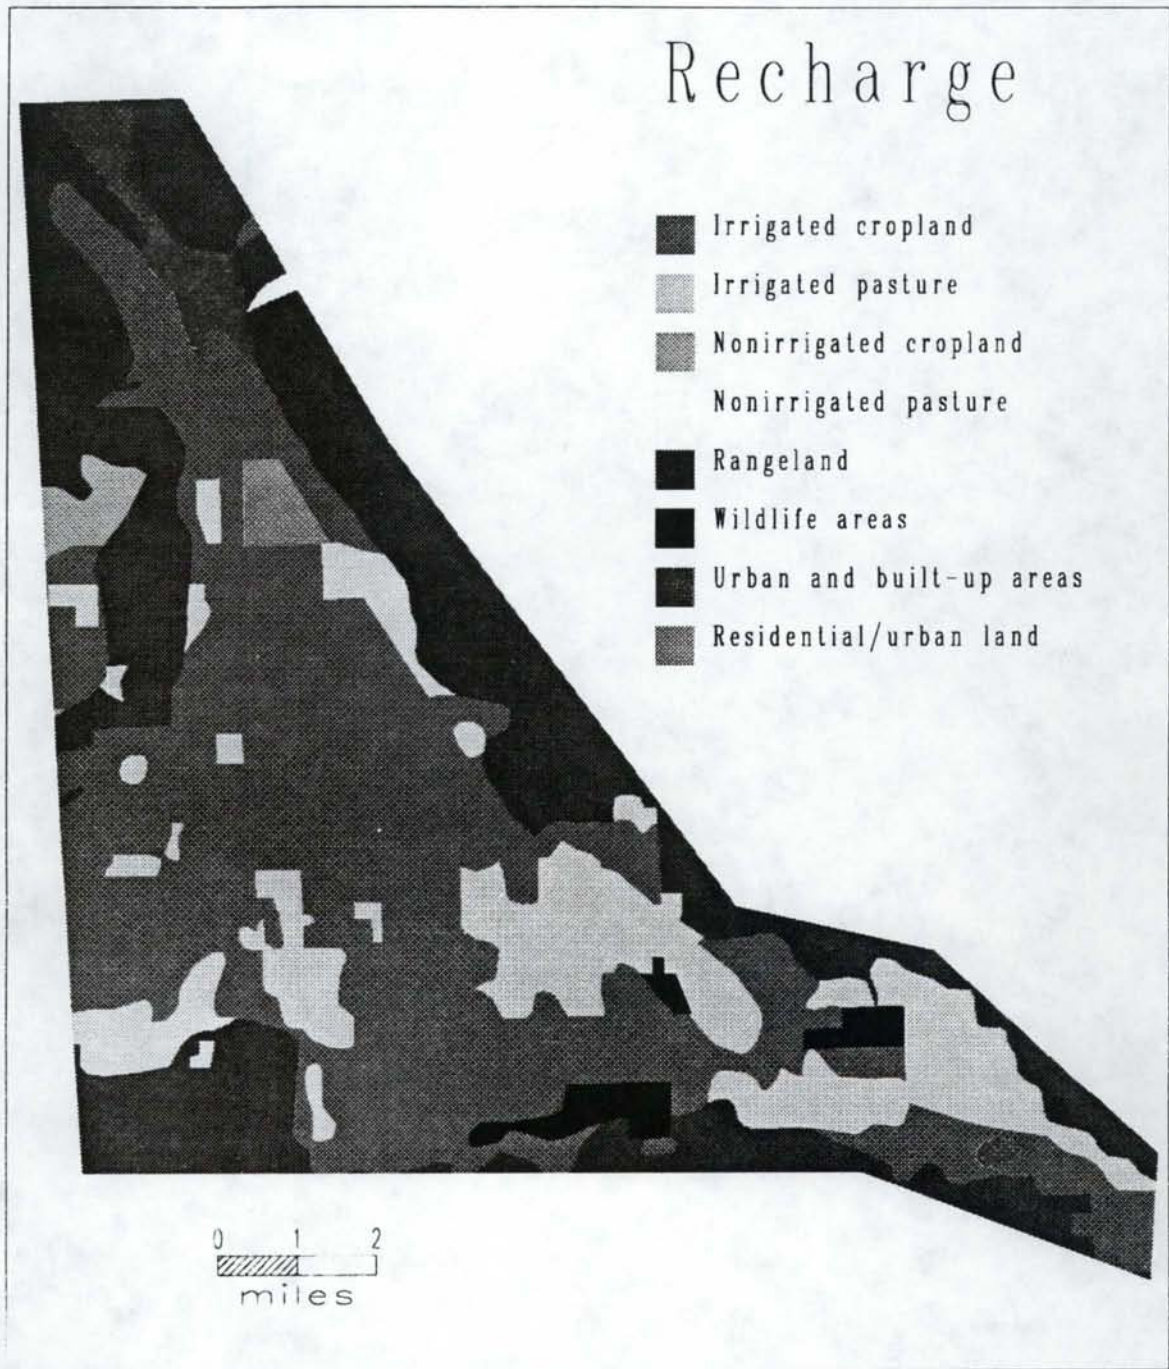 Recharge
Irrigated cropland
Irrigated pasture
Nonirrigated cropland
Nonirrigated pasture
Rangeland
Wildlife areas
Urban and built-up areas
Residential/urban land
0 1 2
miles